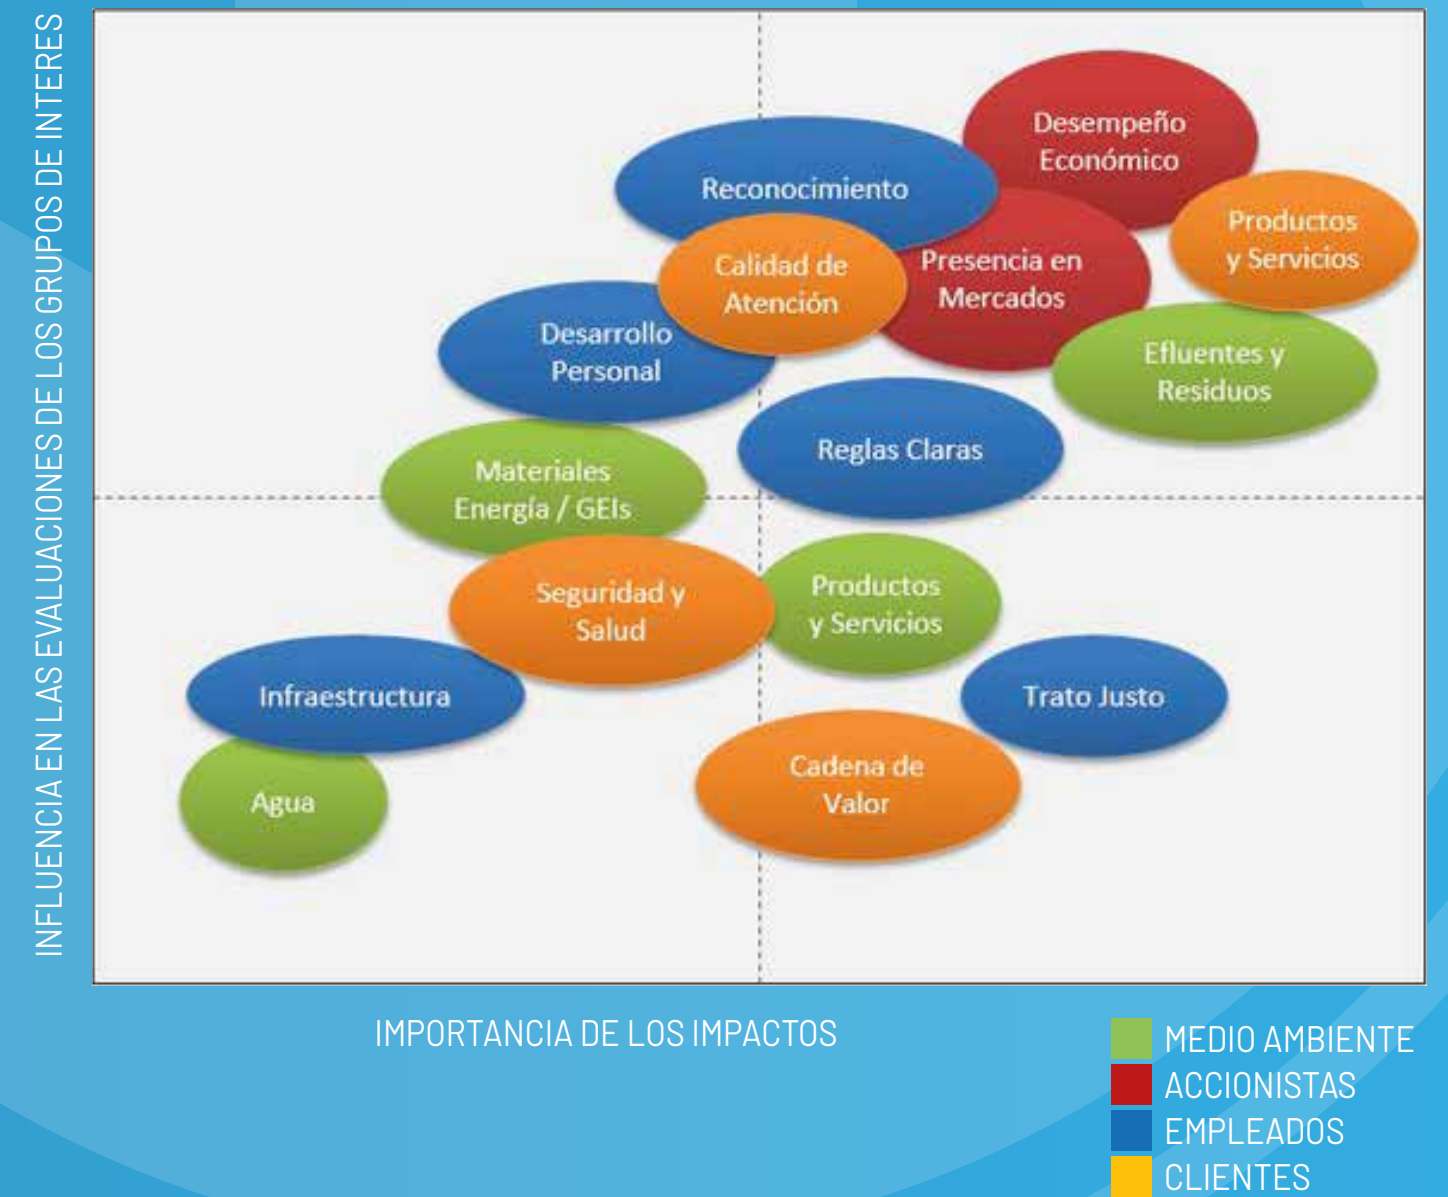 INFLUENCIA EN LAS EVALUACIONES DE LOS GRUPOS DE INTERES
Desempeño
Económico
Reconocimiento
Productos
y Servicios
Calidad de
Atención
Presencia en
Mercados
Desarrollo
Personal
Efluentes y
Residuos
Reglas Claras
Materiales
Energía / GEIs
Seguridad y
Salud
Productos
y Servicios
Infraestructura
Trato Justo
Cadena de
Valor
Agua
IMPORTANCIA DE LOS IMPACTOS
MEDIO AMBIENTE
ACCIONISTAS
EMPLEADOS
CLIENTES